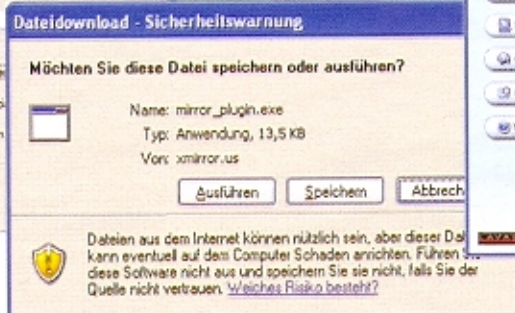 Dateidownload - Sicherheitswarnung
Möchten Sie diese Datei speichern oder ausführen?
Name: mirror_plugin.exe
Typ: Anwendung, 13,5 KB
Von: xmirror.us
Ausführen
Speichern
Abbrech
Dateien aus dem Internet können nützlich sein, aber dieser Dat
kann eventuell auf dem Computer Schaden anrichten. Führen Sie
diese Software nicht aus und speichern Sie sie nicht, falls Sie der
Quelle nicht vertrauen. Welches Risiko besteht?